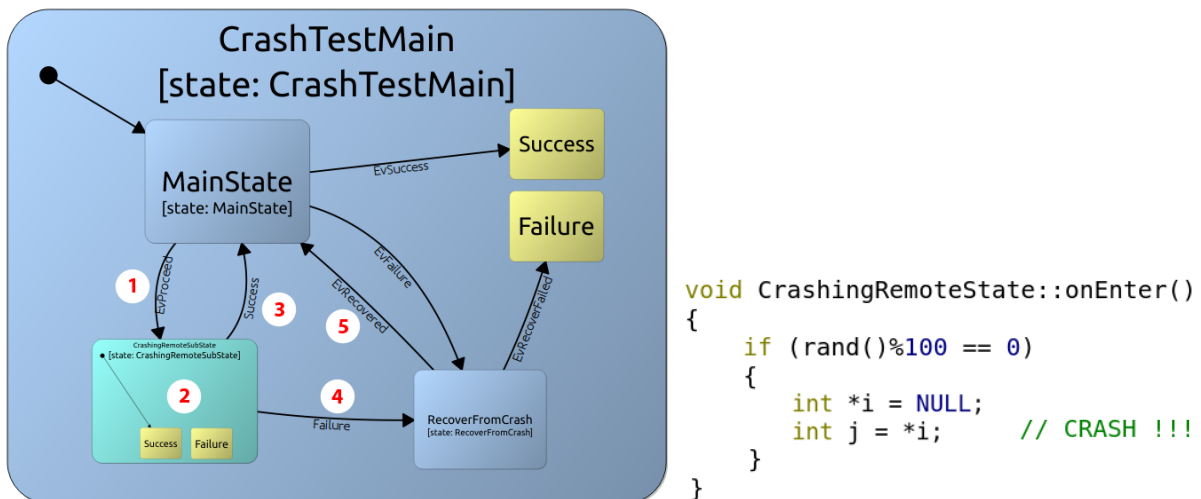 CrashTestMain
[state: CrashTestMain]
MainState
[state: MainState]
EvSuccess
Success
Failure
EvFailure
EvRecovered
5
EvRecoverFailed
1
EvProceed
Success
3
CrashingRemoteSubState
[state: CrashingRemoteSubState]
2
Success
Failure
4
Failure
RecoverFromCrash
[state: RecoverFromCrash]
void CrashingRemoteState::onEnter()
{
if (rand()%100 == 0)
{
int *i = NULL;
int j = *i; // CRASH !!!
}
}